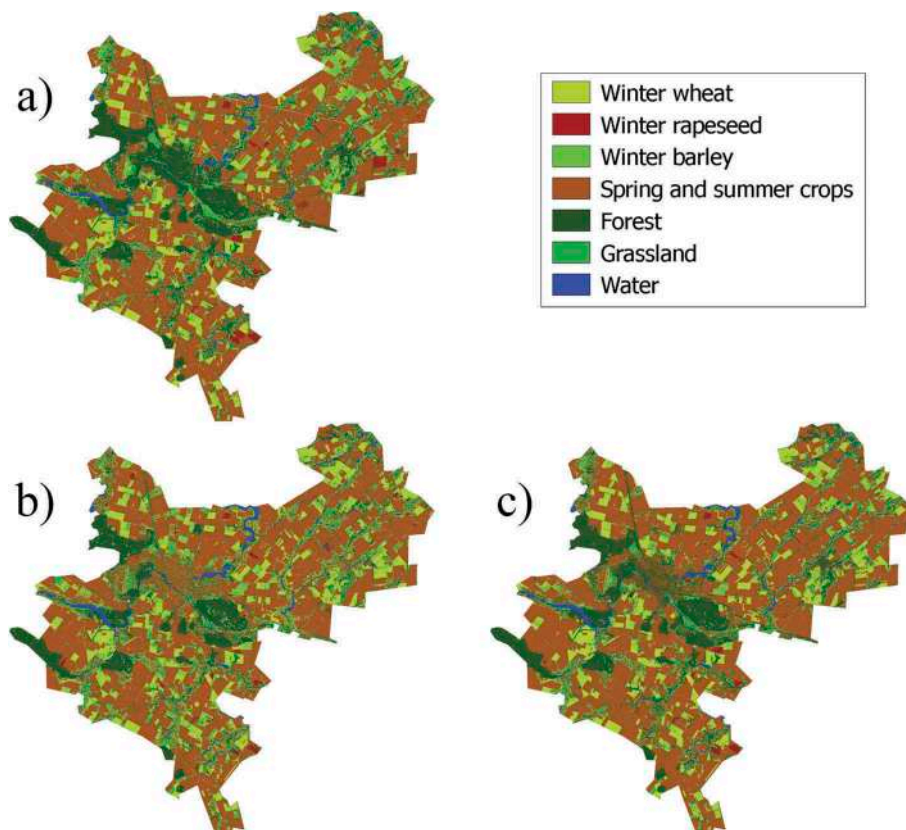 a)
Winter wheat
Winter rapeseed
Winter barley
Spring and summer crops
Forest
Grassland
Water
b)
c)